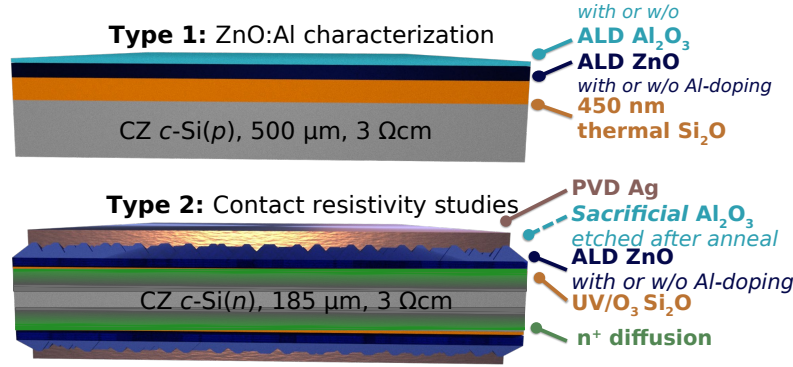 Type 1: ZnO:Al characterization
with or w/o
ALD Al₂O₃
ALD ZnO
with or w/o Al-doping
450 nm
thermal Si₂O
CZ c-Si(p), 500 µm, 3 Ωcm
Type 2: Contact resistivity studies
PVD Ag
Sacrificial Al₂O₃
etched after anneal
ALD ZnO
with or w/o Al-doping
UV/O₃ Si₂O
n⁺ diffusion
CZ c-Si(n), 185 µm, 3 Ωcm